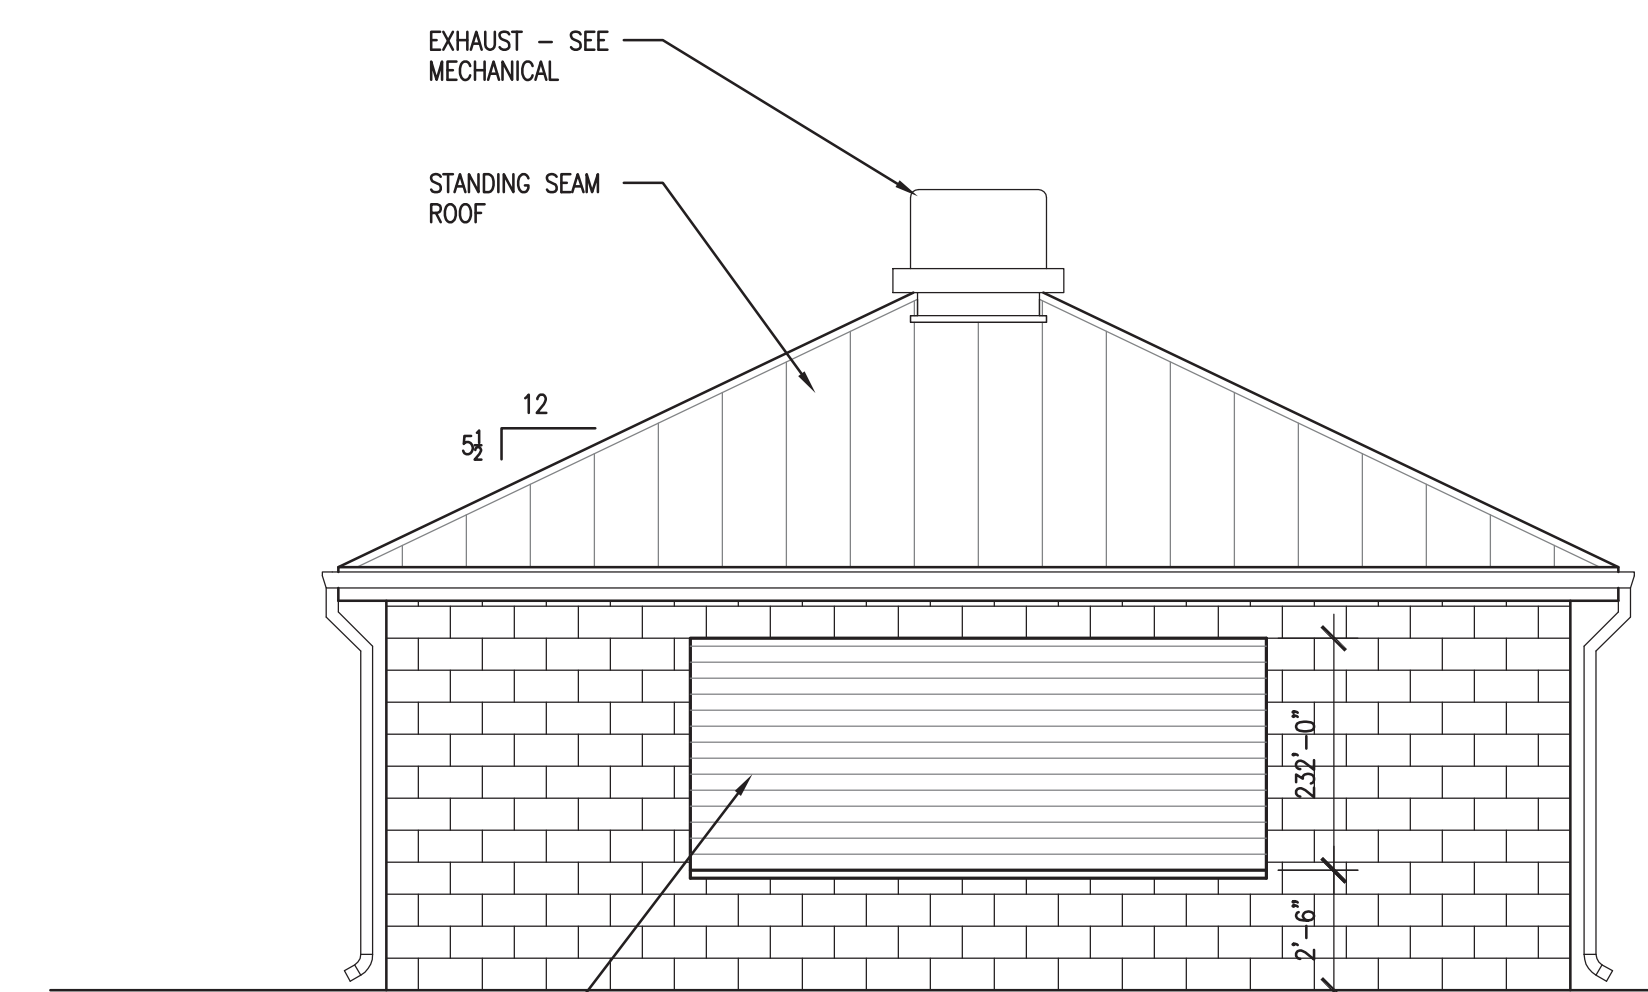 EXHAUST - SEE
MECHANICAL
STANDING SEAM
ROOF
12
5½
232'-0"
2'-6"